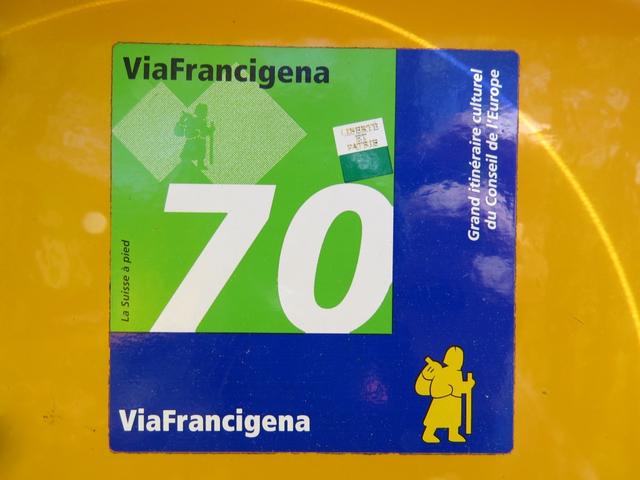 ViaFrancigena
LIBERTÉ
ET
PATRIE
70
La Suisse à pied
Grand itinéraire culturel
du Conseil de l'Europe
ViaFrancigena